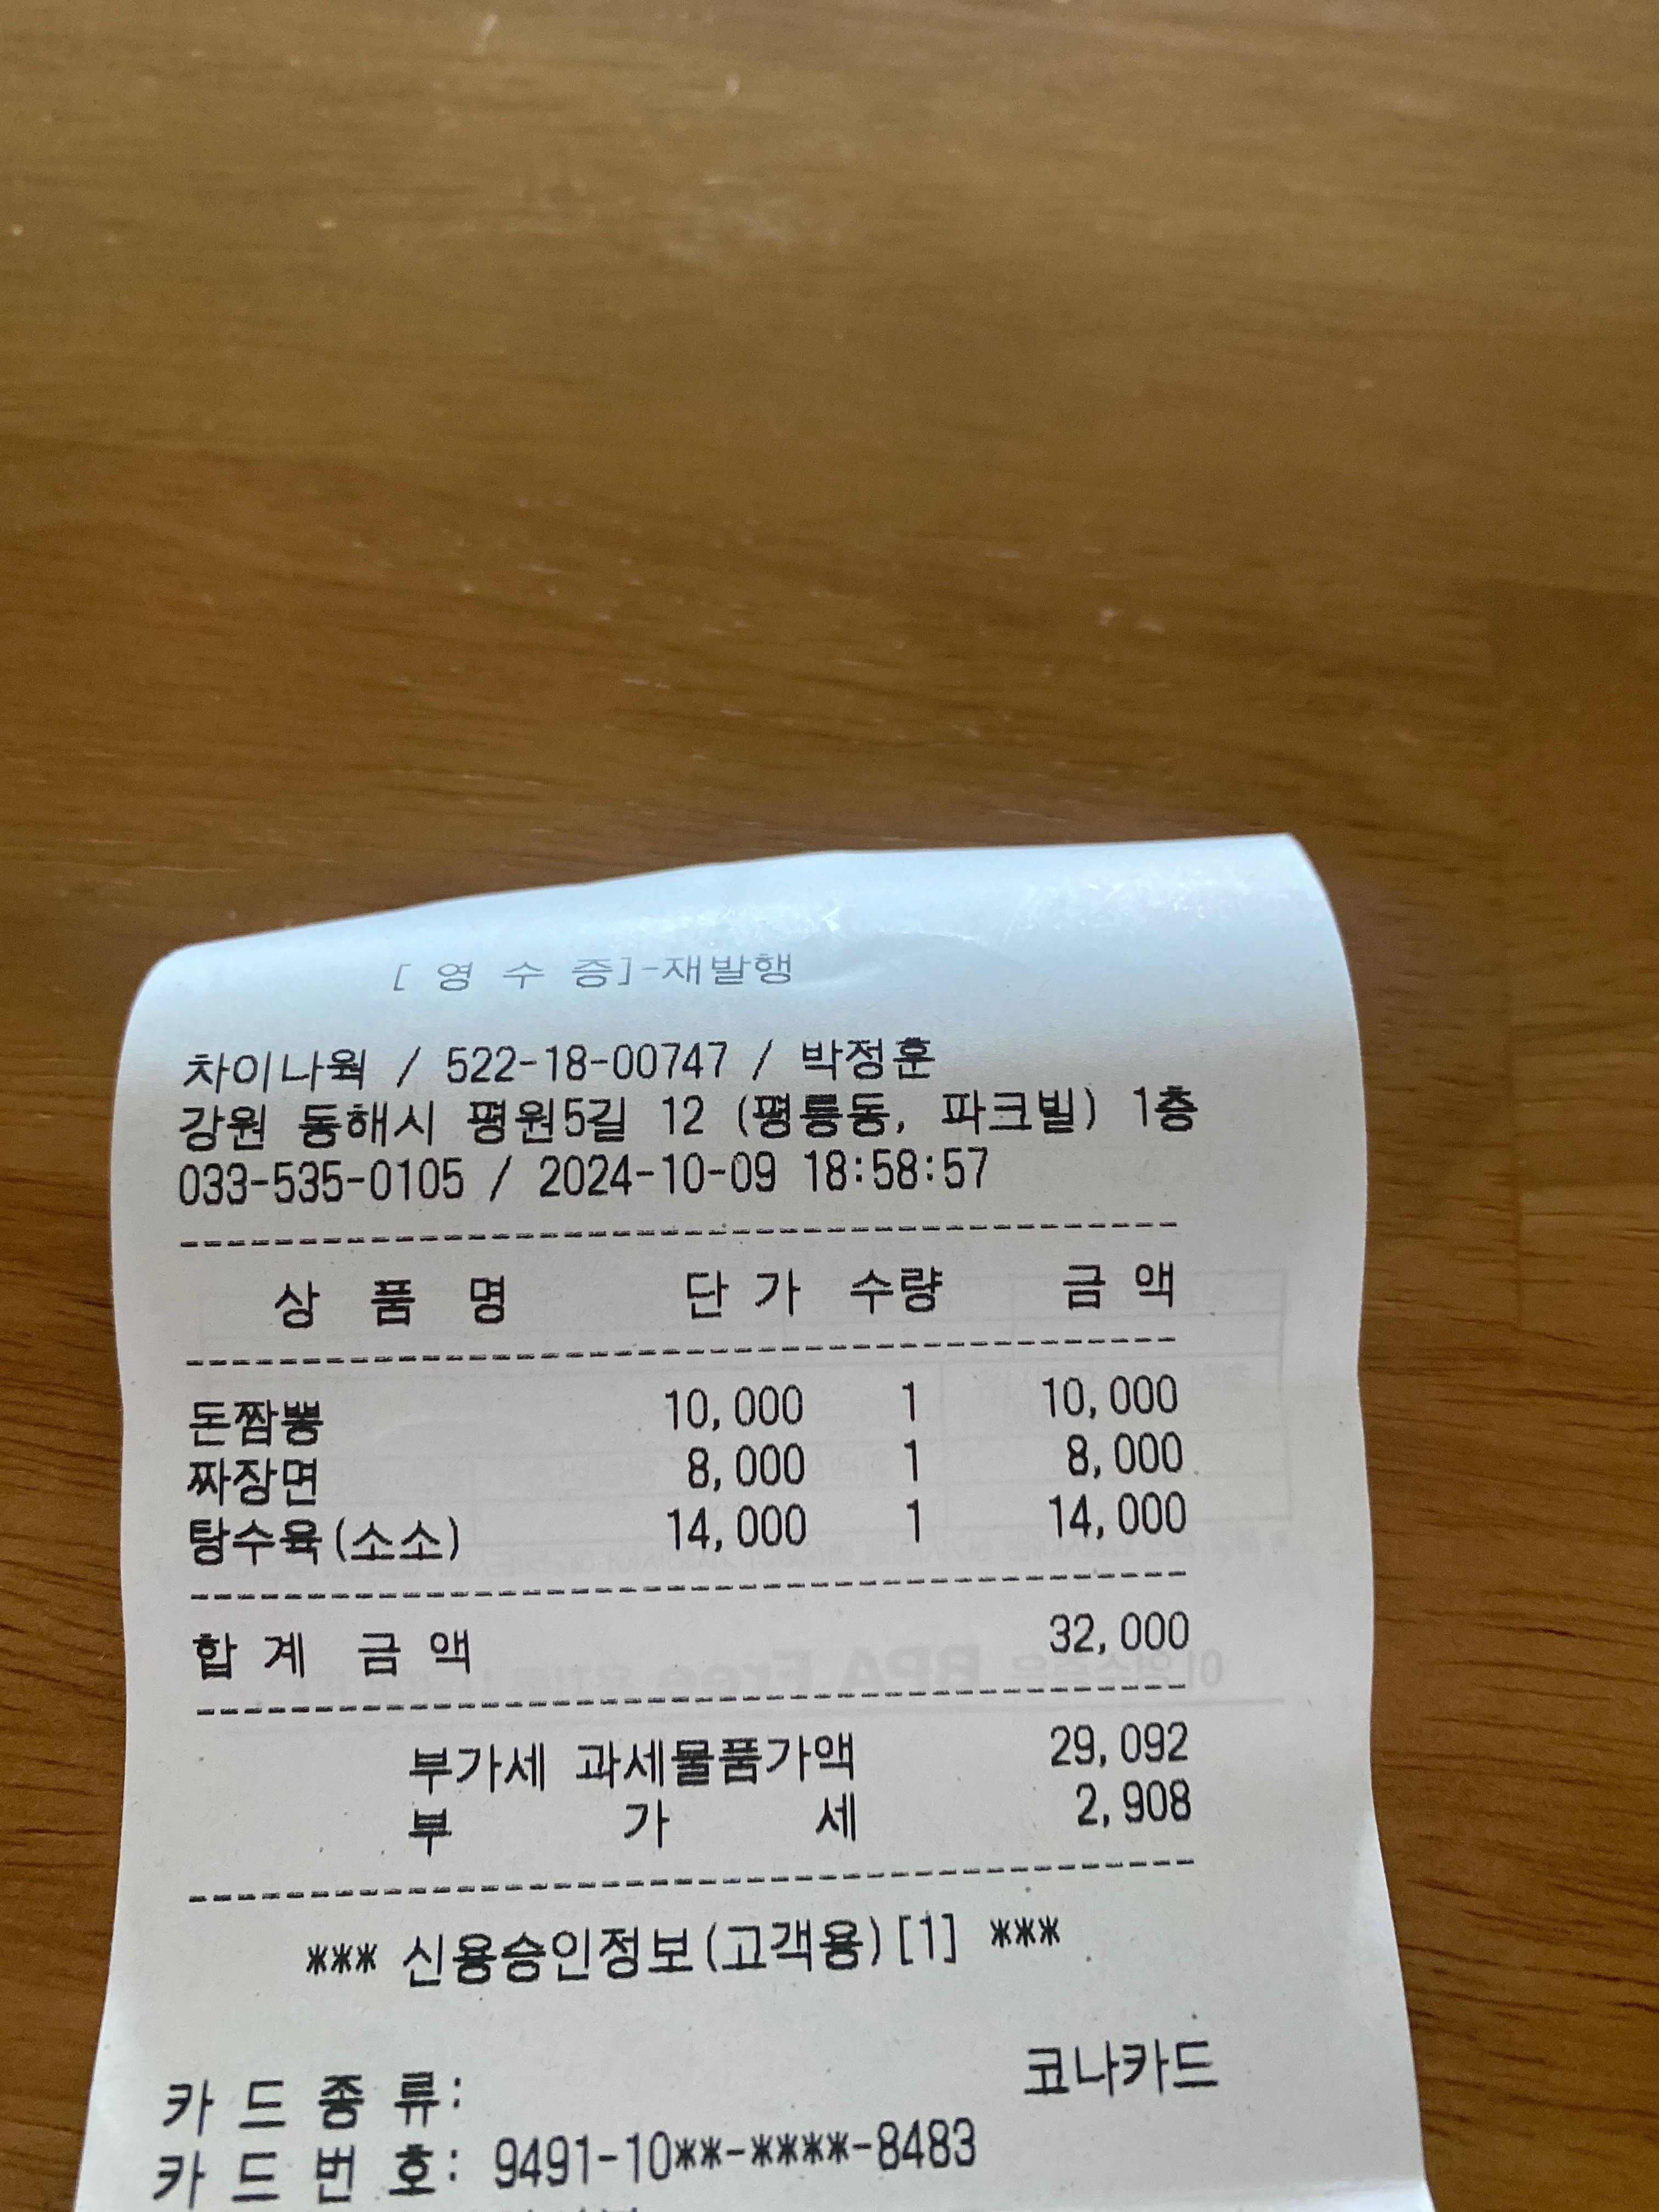 [ 영 수 증]-재발행
차이나웍 / 522-18-00747 / 박정훈
강원 동해시 평원5길 12 (평릉동, 파크빌) 1층
033-535-0105 / 2024-10-09 18:58:57
상 품 명 단 가 수량 금 액
돈짬뽕 10,000 1 10,000
짜장면 8,000 1 8,000
탕수육(소소) 14,000 1 14,000
합 계 금 액 32,000
부가세 과세물품가액 29,092
부 가 세 2,908
*** 신용승인정보(고객용)[1] ***
카 드 종 류: 코나카드
카 드 번 호: 9491-10**-****-8483